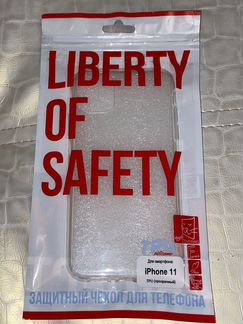 LIBERTY
OF
SAFETY
Для смартфона:
iPhone 11
TPU (прозрачный)
ЗАЩИТНЫЙ ЧЕХОЛ ДЛЯ ТЕЛЕФОНА